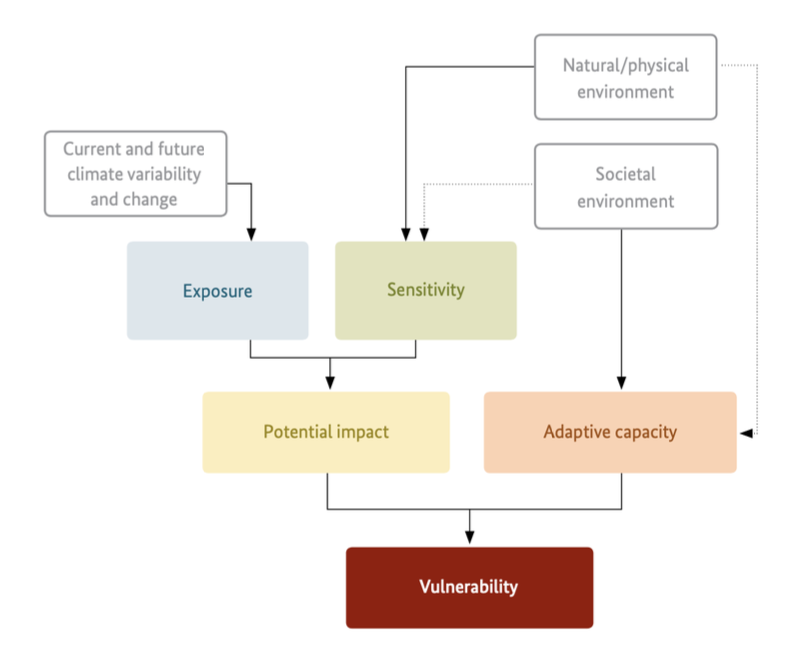 Natural/physical
environment
Current and future
climate variability
and change
Societal
environment
Exposure
Sensitivity
Potential impact
Adaptive capacity
Vulnerability